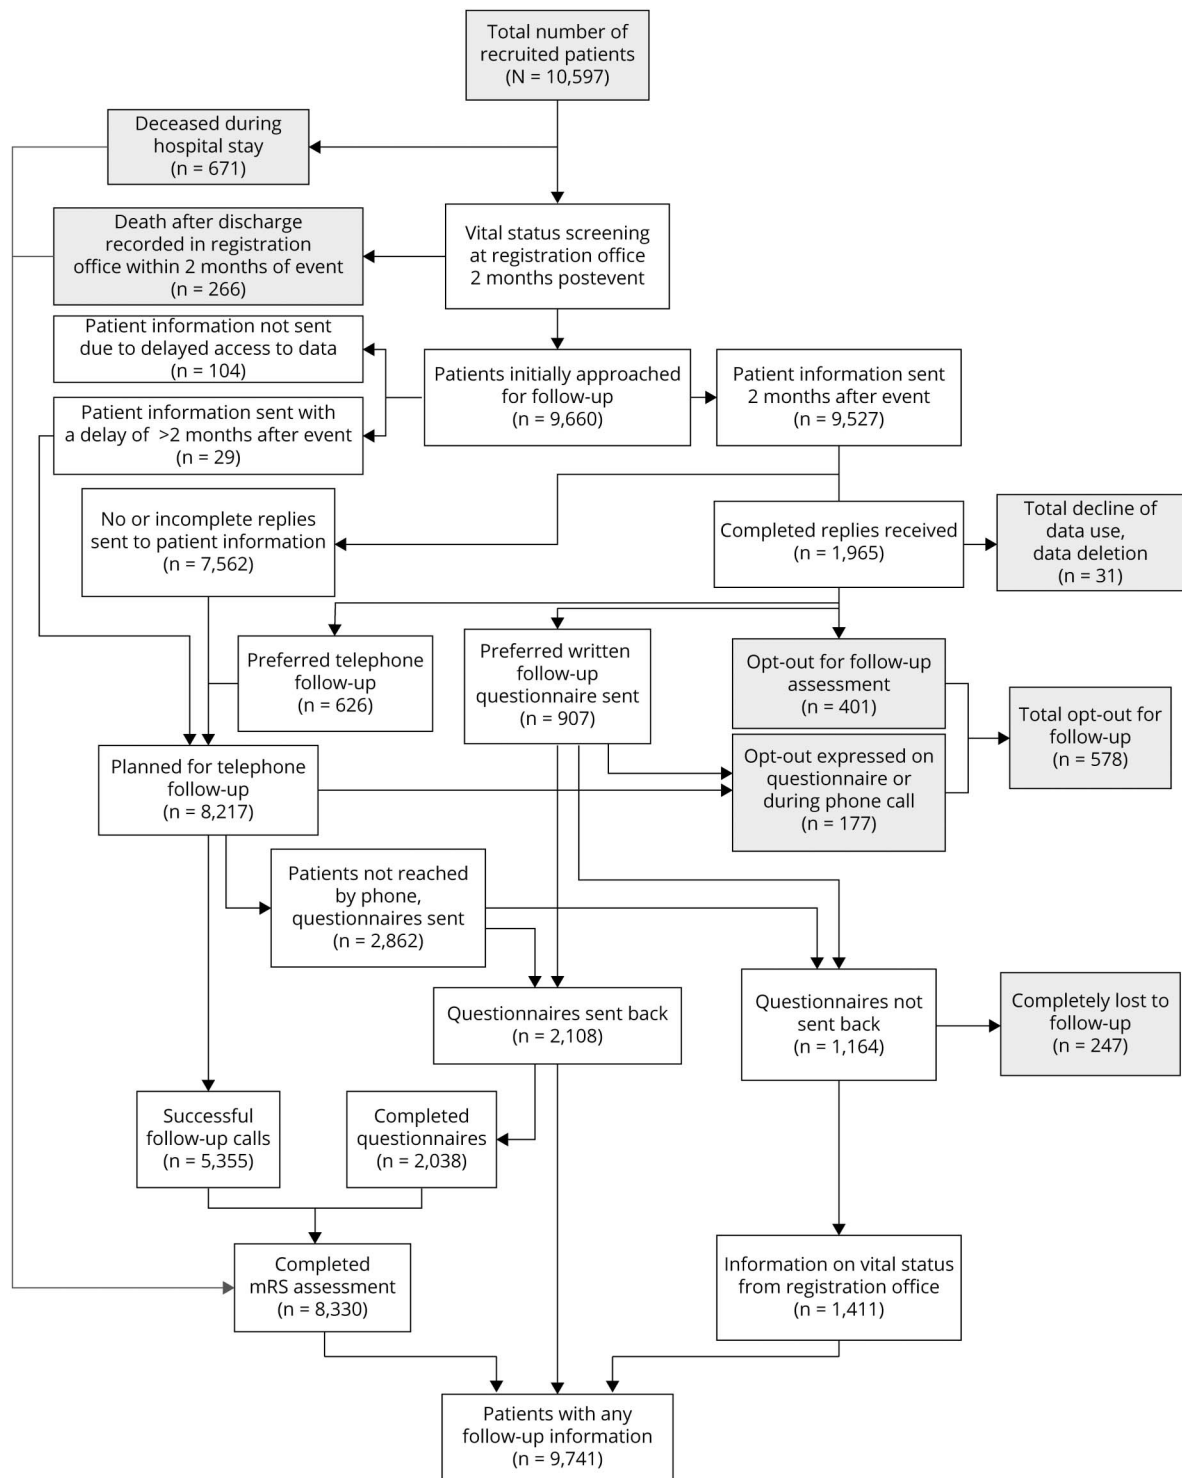 Total number of
recruited patients
(N = 10,597)
Deceased during
hospital stay
(n = 671)
Death after discharge
recorded in registration
office within 2 months of event
(n = 266)
Vital status screening
at registration office
2 months postevent
Patient information not sent
due to delayed access to data
(n = 104)
Patients initially approached
for follow-up
(n = 9,660)
Patient information sent
2 months after event
(n = 9,527)
Patient information sent with
a delay of >2 months after event
(n = 29)
No or incomplete replies
sent to patient information
(n = 7,562)
Completed replies received
(n = 1,965)
Total decline of
data use,
data deletion
(n = 31)
Preferred telephone
follow-up
(n = 626)
Preferred written
follow-up
questionnaire sent
(n = 907)
Opt-out for follow-up
assessment
(n = 401)
Total opt-out for
follow-up
(n = 578)
Planned for telephone
follow-up
(n = 8,217)
Opt-out expressed on
questionnaire or
during phone call
(n = 177)
Patients not reached
by phone,
questionnaires sent
(n = 2,862)
Questionnaires sent back
(n = 2,108)
Questionnaires not
sent back
(n = 1,164)
Completely lost to
follow-up
(n = 247)
Successful
follow-up calls
(n = 5,355)
Completed
questionnaires
(n = 2,038)
Completed
mRS assessment
(n = 8,330)
Information on vital status
from registration office
(n = 1,411)
Patients with any
follow-up information
(n = 9,741)